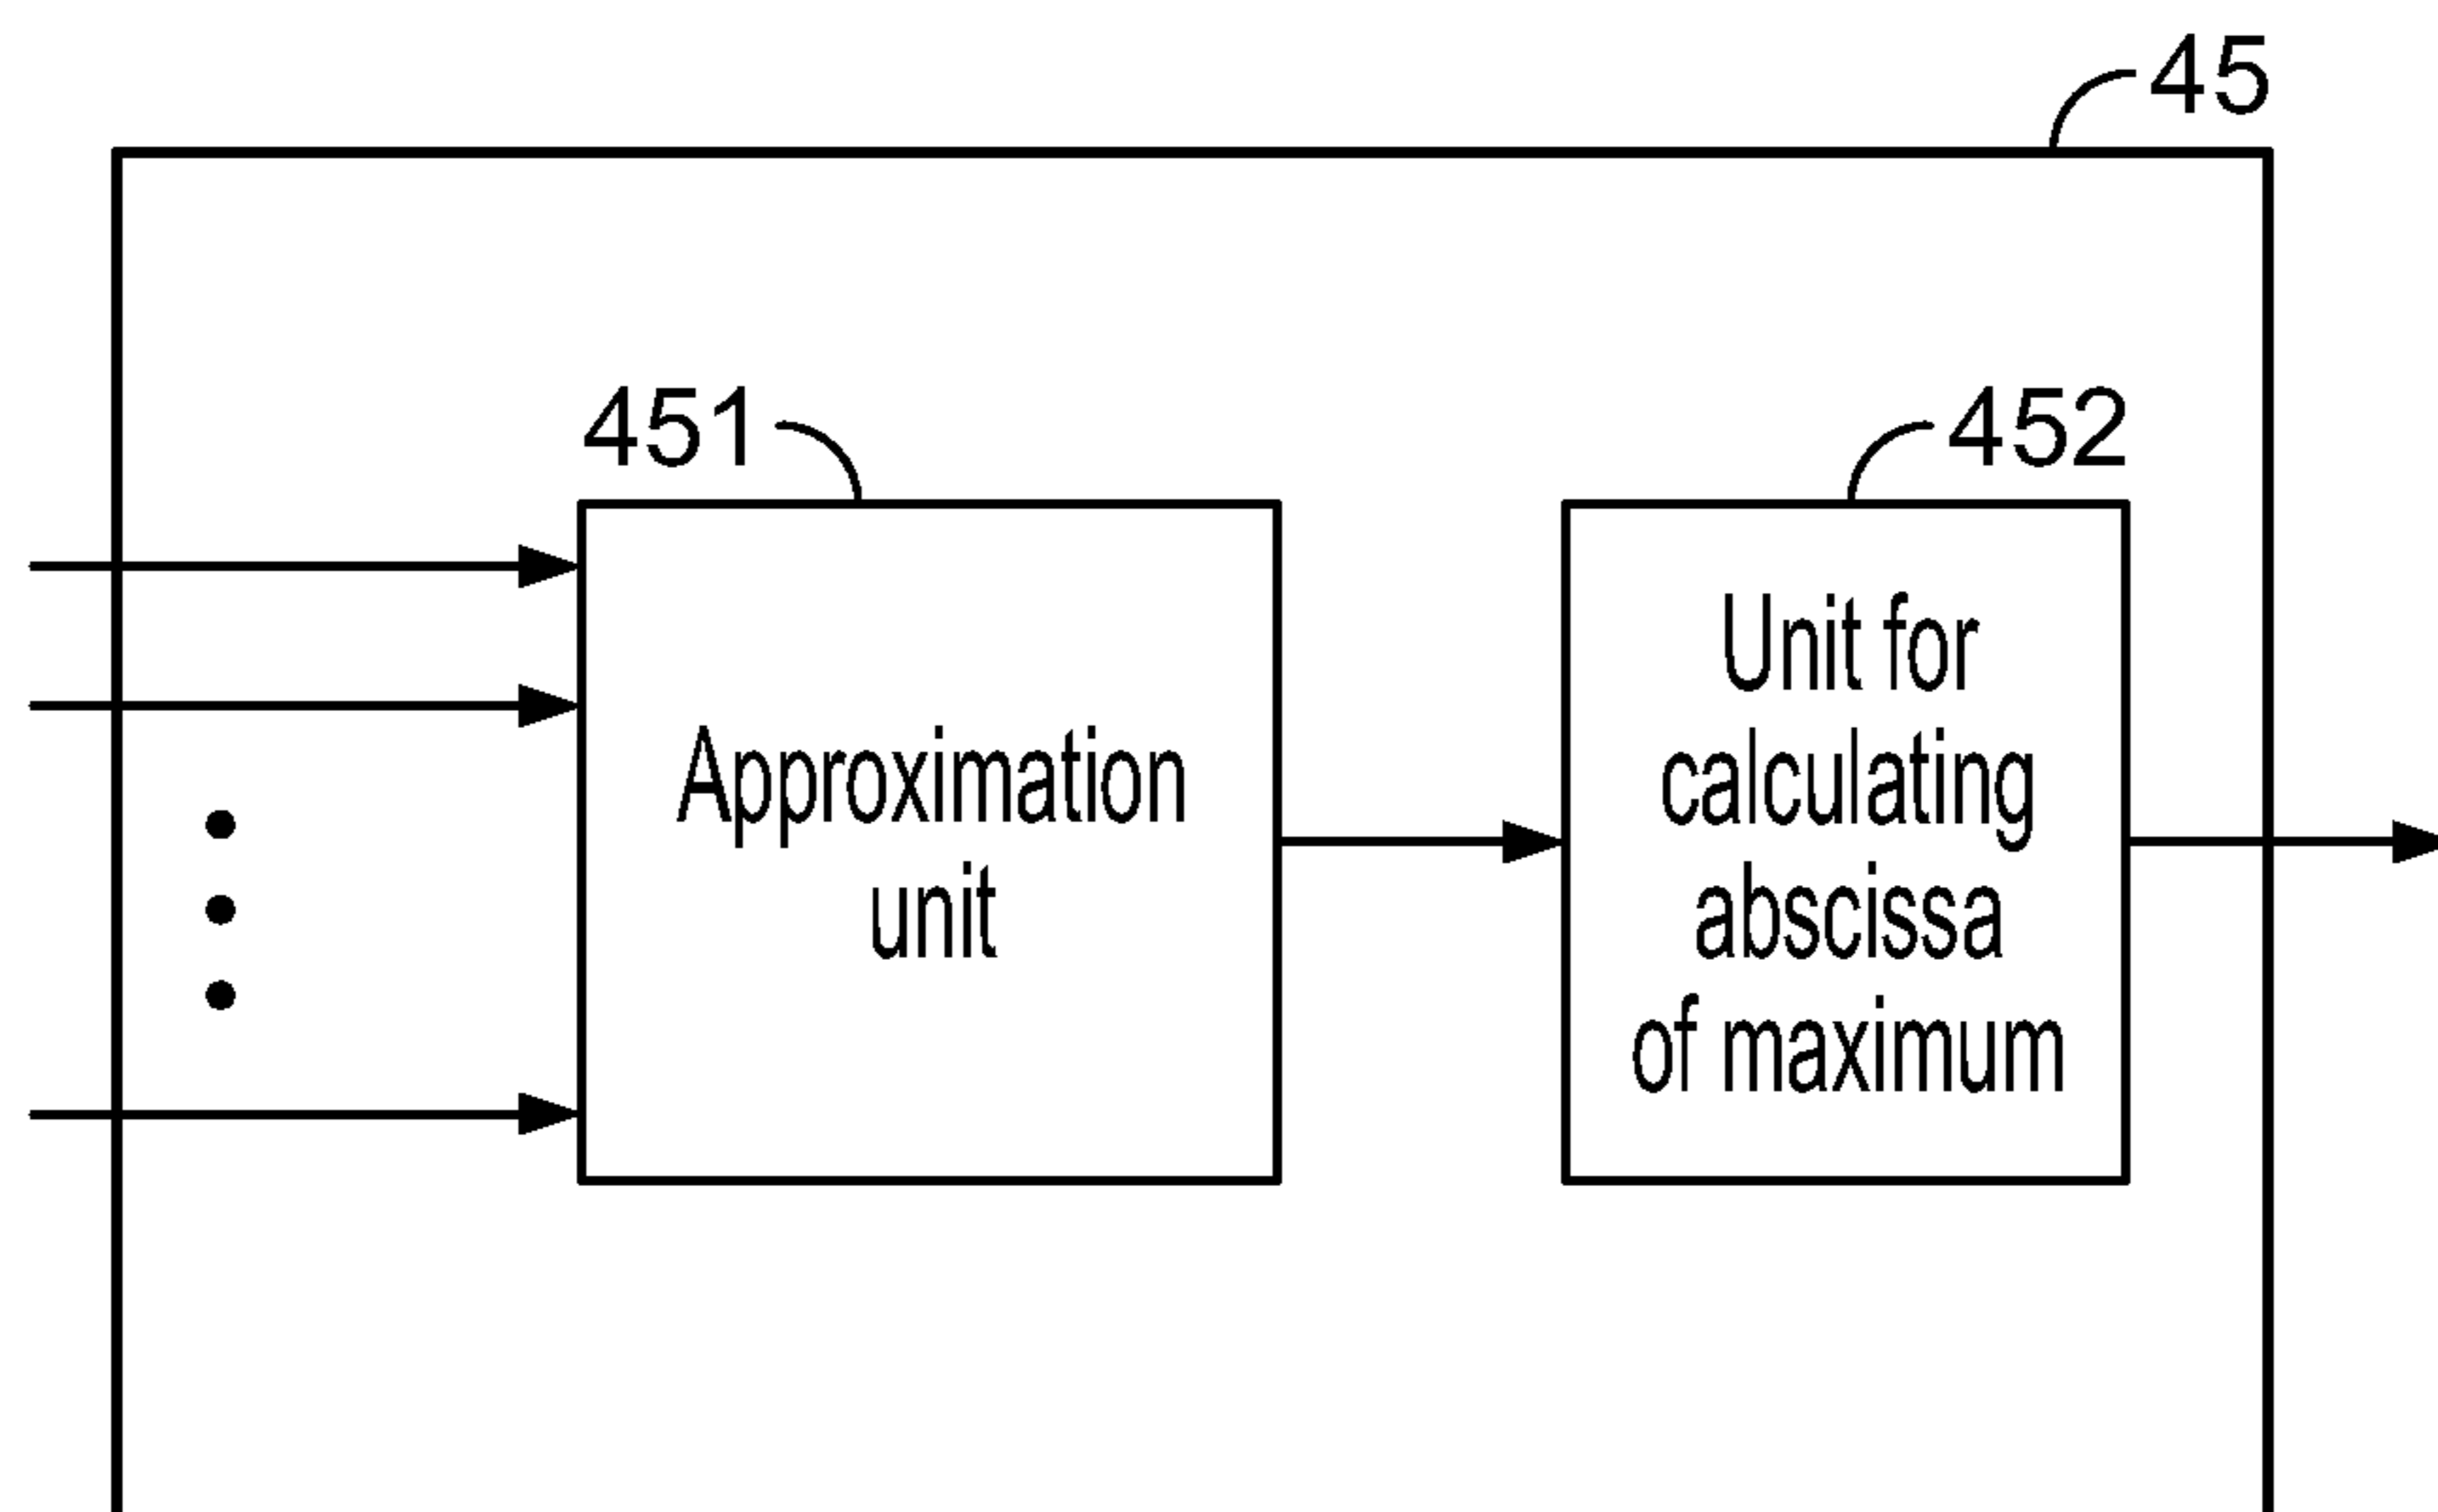 45
451
452
Approximation
unit
Unit for
calculating
abscissa
of maximum